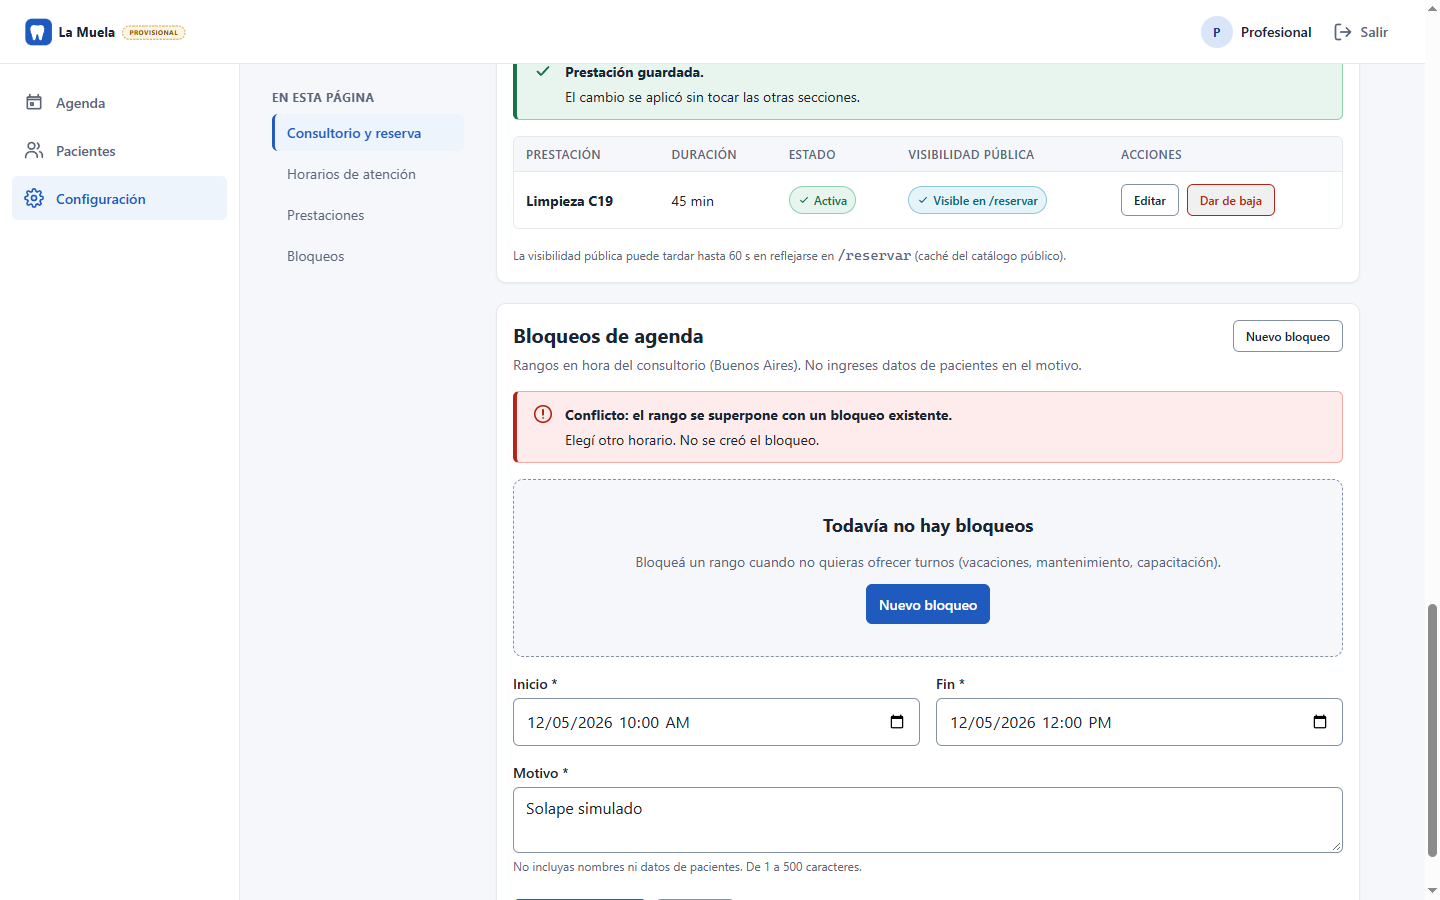 La Muela PROVISIONAL
P Profesional Salir
Agenda
Pacientes
Configuración
EN ESTA PÁGINA
Consultorio y reserva
Horarios de atención
Prestaciones
Bloqueos
Prestación guardada.
El cambio se aplicó sin tocar las otras secciones.
PRESTACIÓN DURACIÓN ESTADO VISIBILIDAD PÚBLICA ACCIONES
Limpieza C19 45 min Activa Visible en /reservar Editar Dar de baja
La visibilidad pública puede tardar hasta 60 s en reflejarse en /reservar (caché del catálogo público).
Bloqueos de agenda
Nuevo bloqueo
Rangos en hora del consultorio (Buenos Aires). No ingreses datos de pacientes en el motivo.
Conflicto: el rango se superpone con un bloqueo existente.
Elegí otro horario. No se creó el bloqueo.
Todavía no hay bloqueos
Bloqueá un rango cuando no quieras ofrecer turnos (vacaciones, mantenimiento, capacitación).
Nuevo bloqueo
Inicio * Fin *
12/05/2026 10:00 AM 12/05/2026 12:00 PM
Motivo *
Solape simulado
No incluyas nombres ni datos de pacientes. De 1 a 500 caracteres.